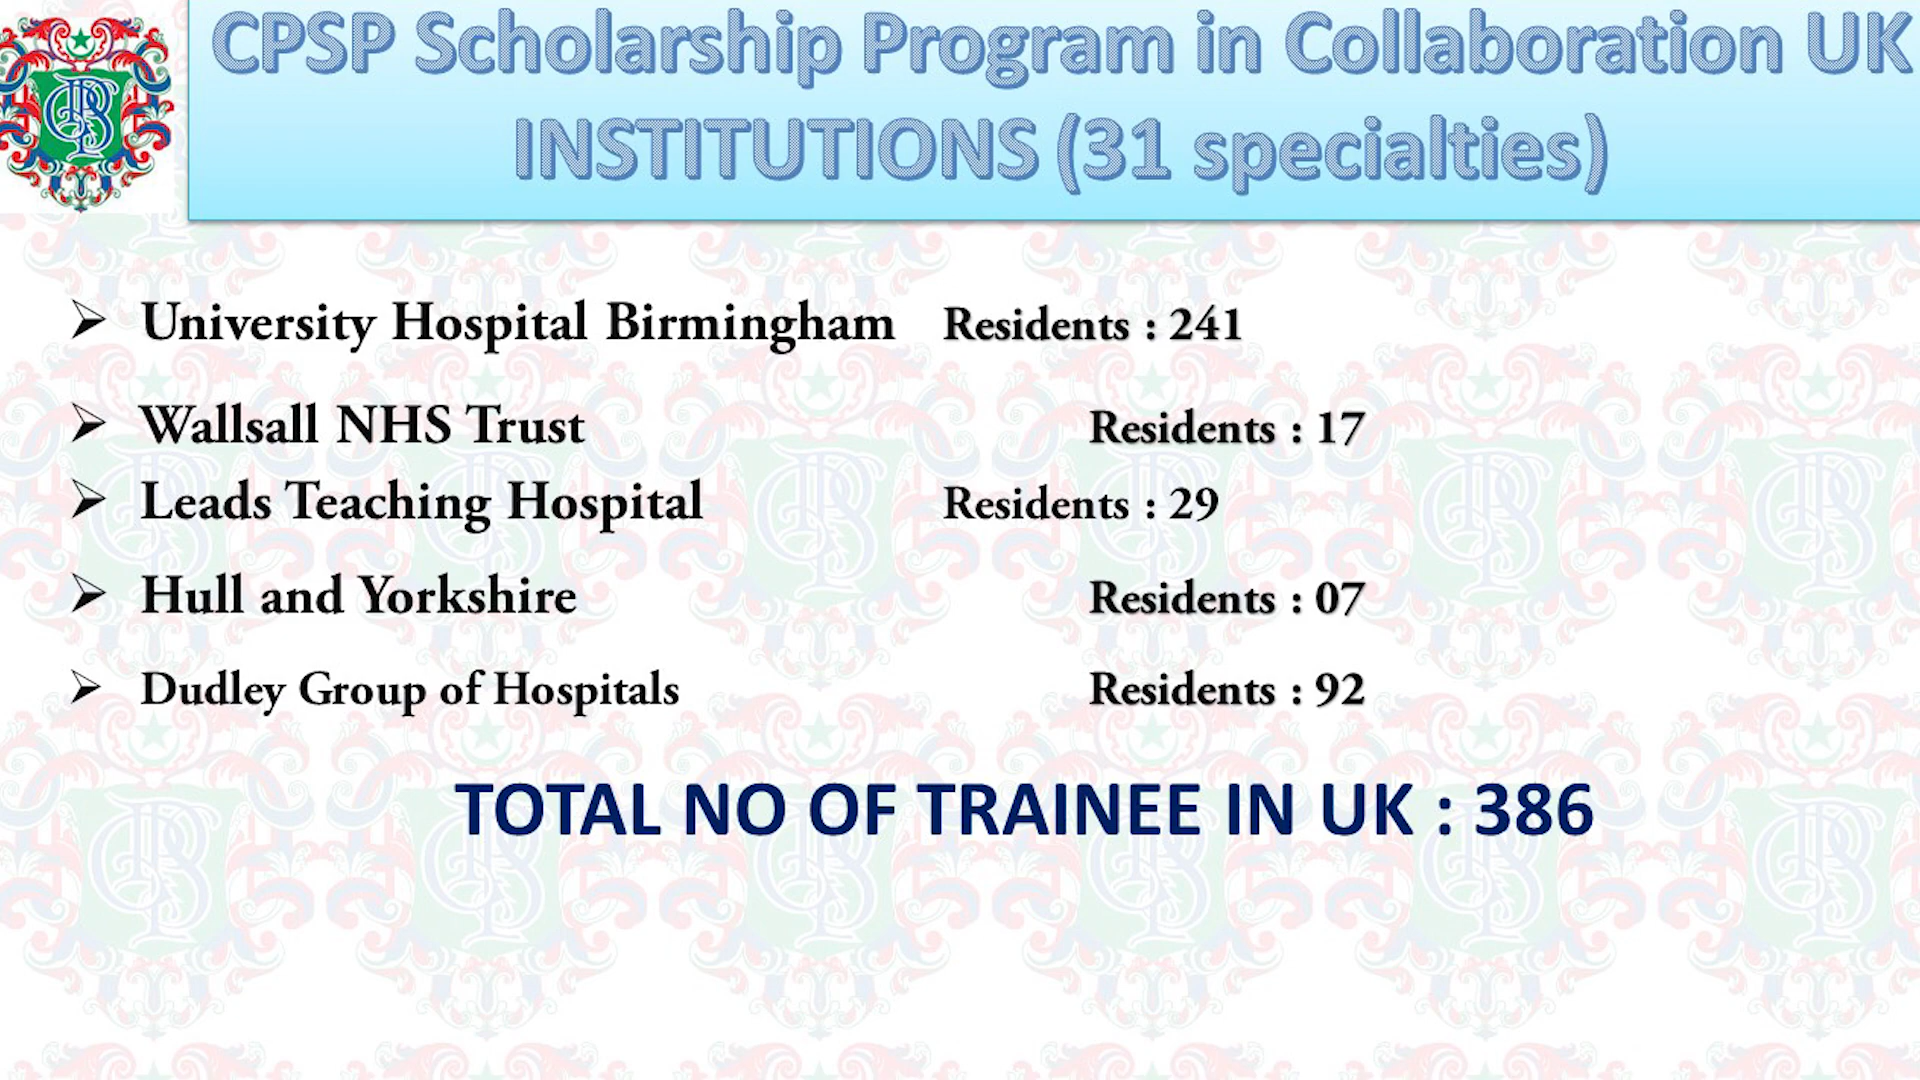 CPSP Scholarship Program in Collaboration UK
INSTITUTIONS (31 specialties)
➢ University Hospital Birmingham Residents : 241
➢ Wallsall NHS Trust Residents : 17
➢ Leads Teaching Hospital Residents : 29
➢ Hull and Yorkshire Residents : 07
➢ Dudley Group of Hospitals Residents : 92
TOTAL NO OF TRAINEE IN UK : 386